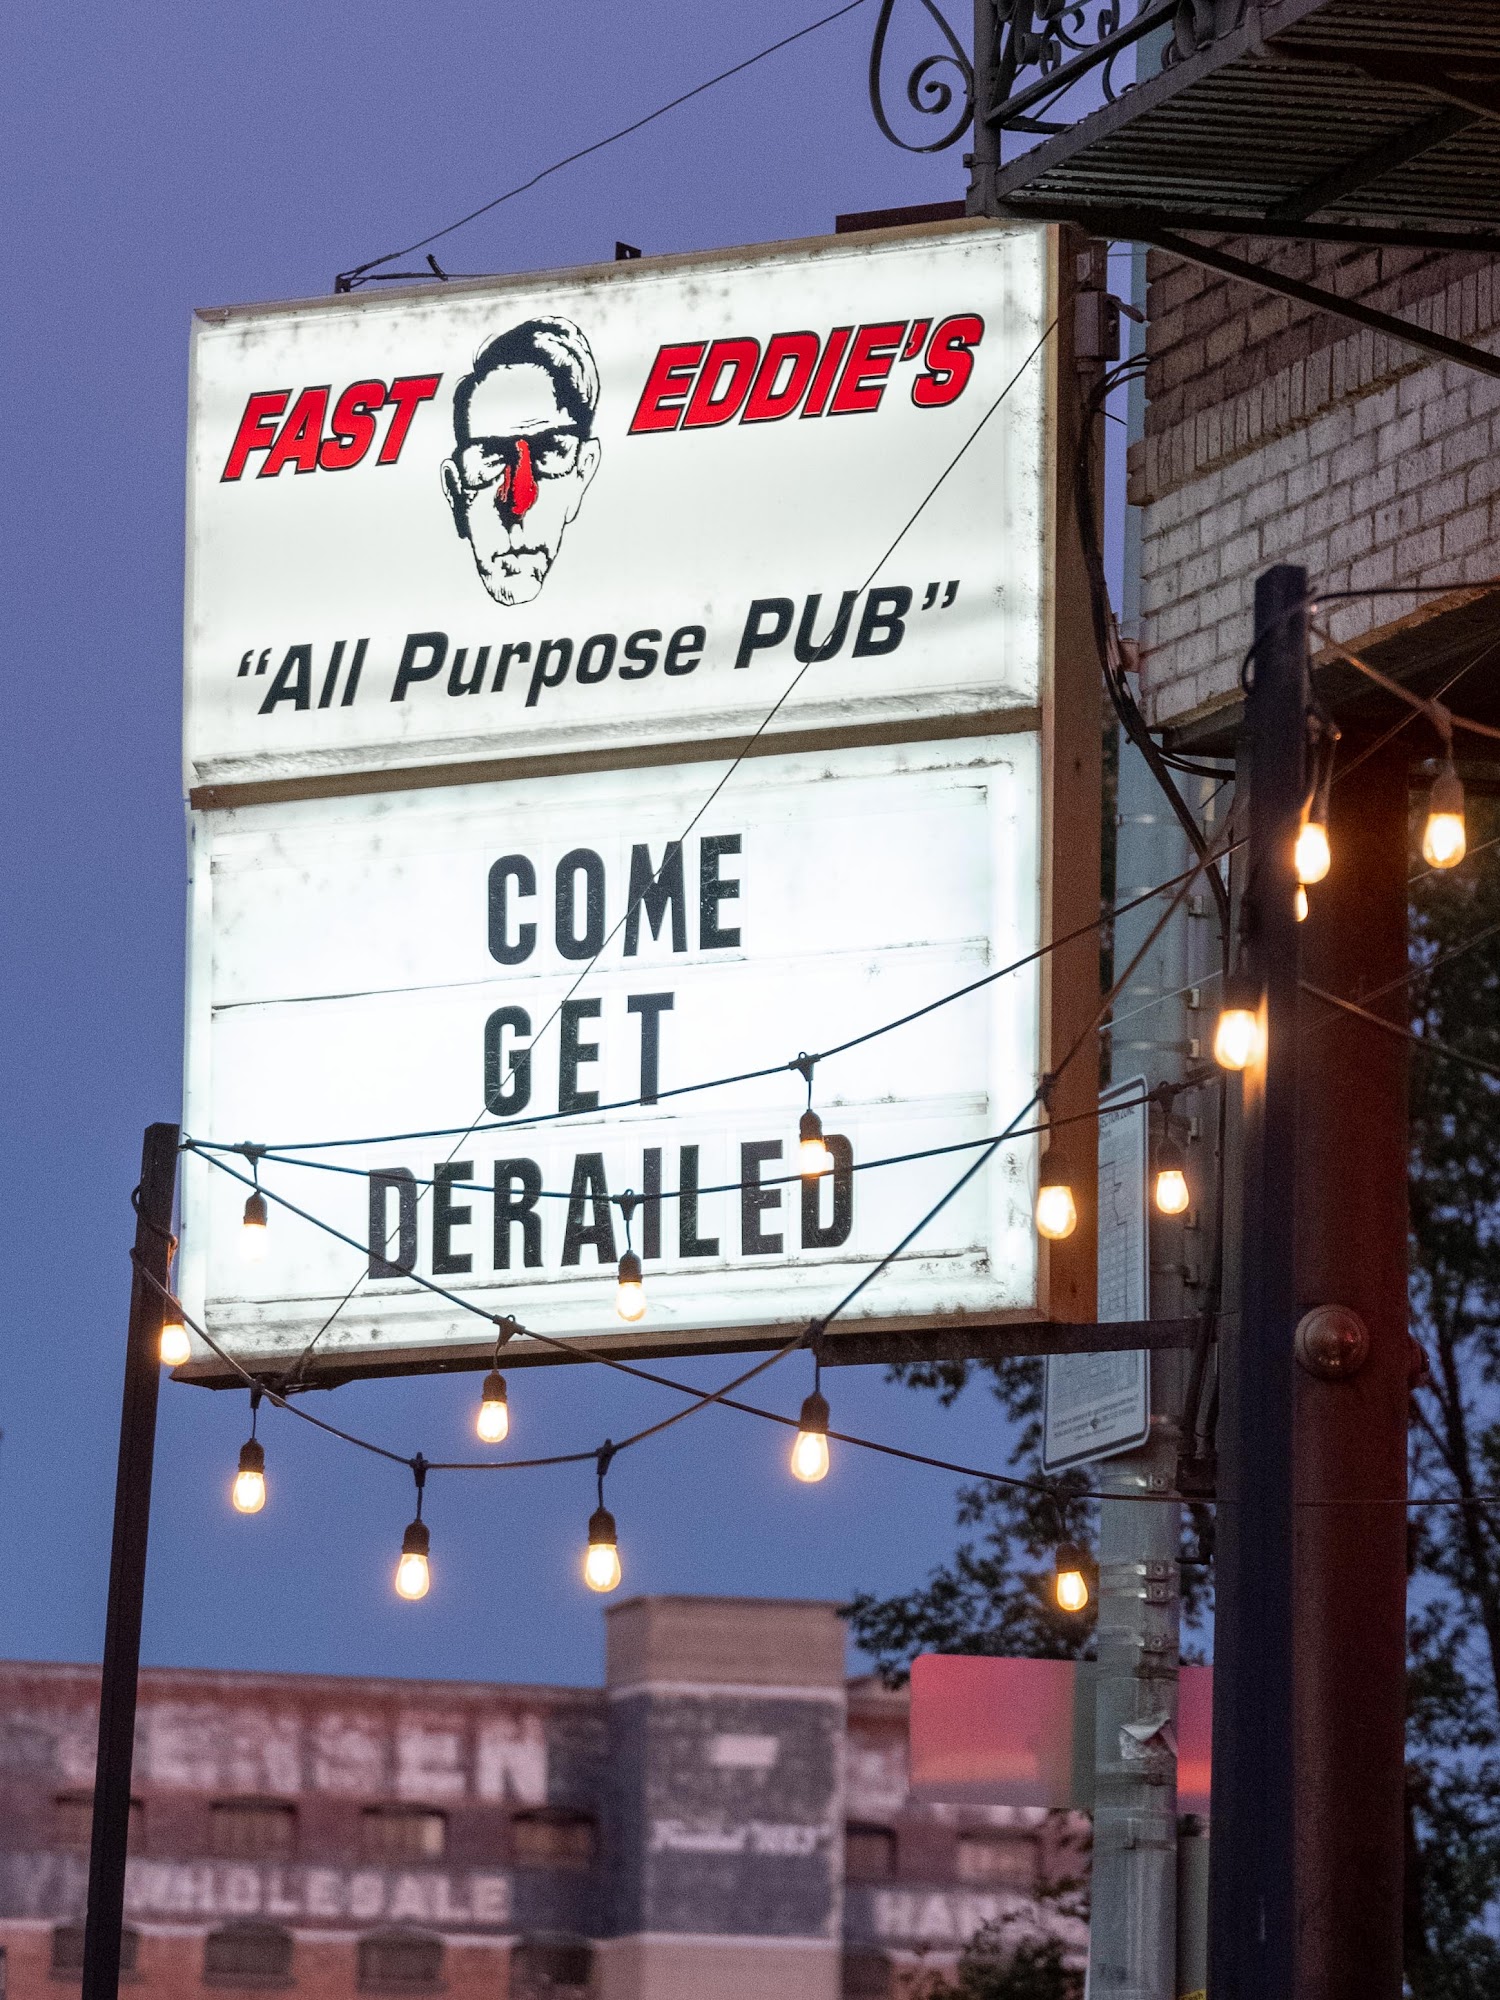 FAST EDDIE'S
“All Purpose PUB”
COME
GET
DERAILED
WHOLESALE